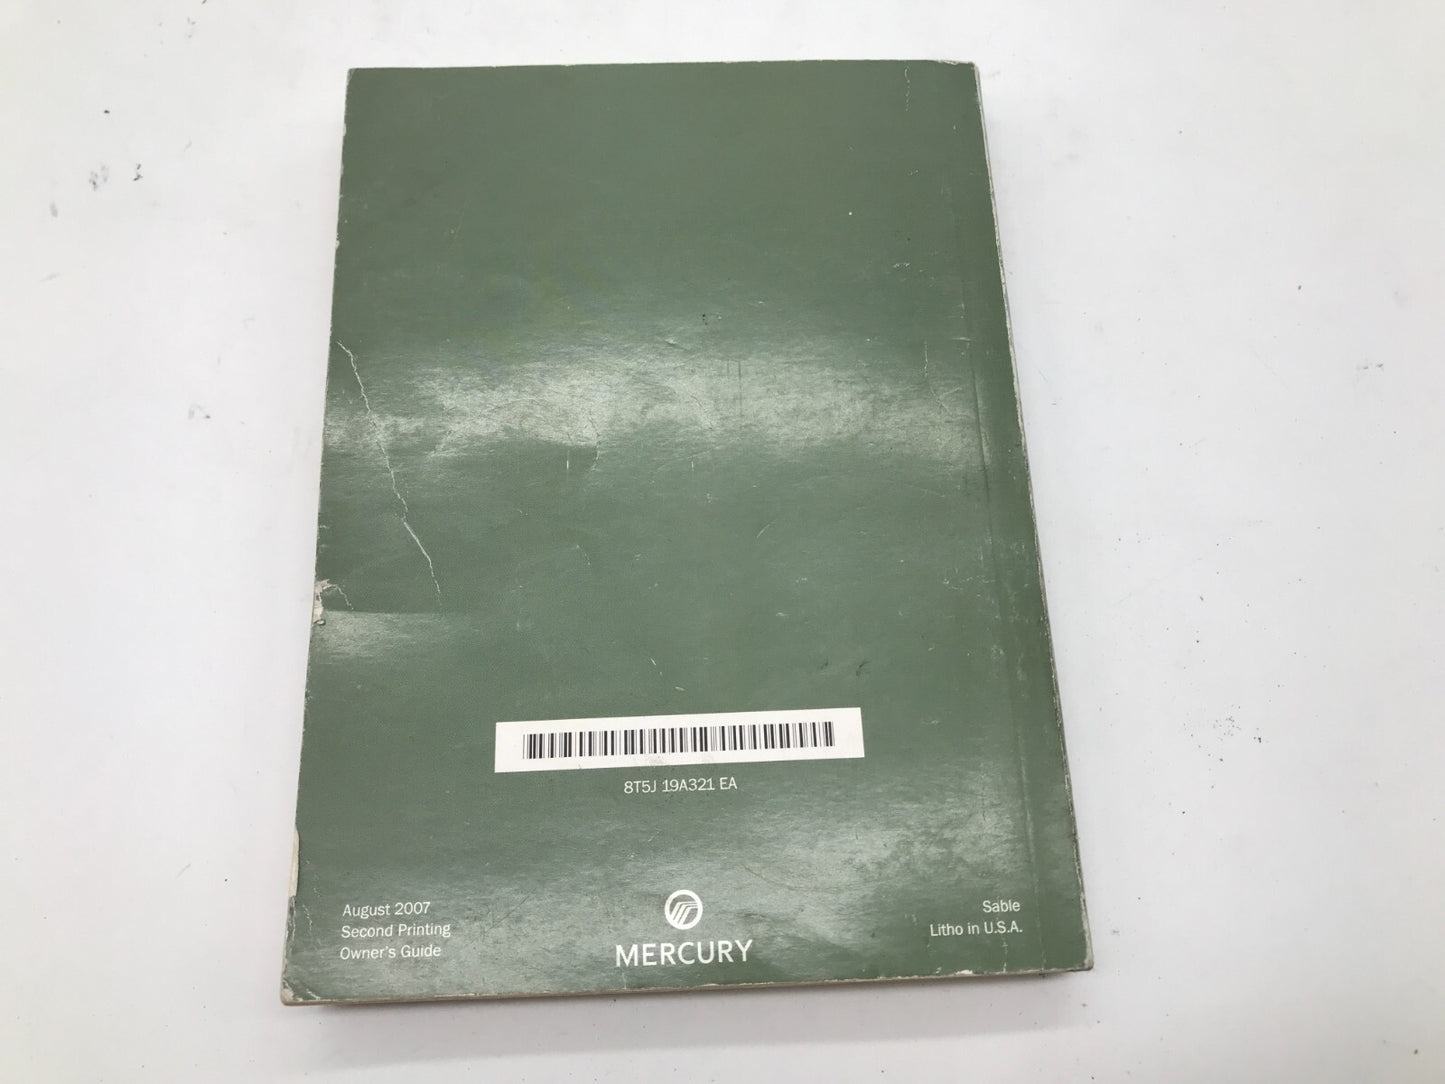 8T5J 19A321 EA
August 2007
Second Printing
Owner's Guide
MERCURY
Sable
Litho in U.S.A.